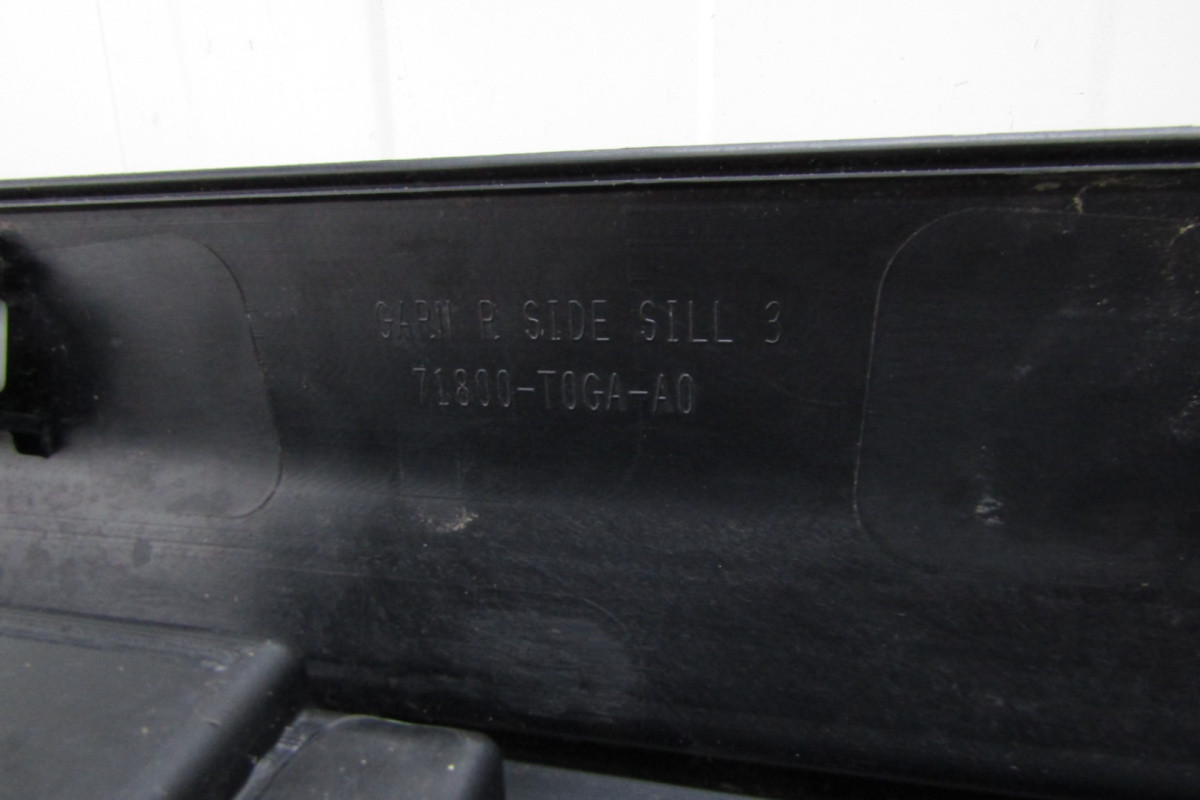 GARN R SIDE SILL 3
71800-T0GA-A0